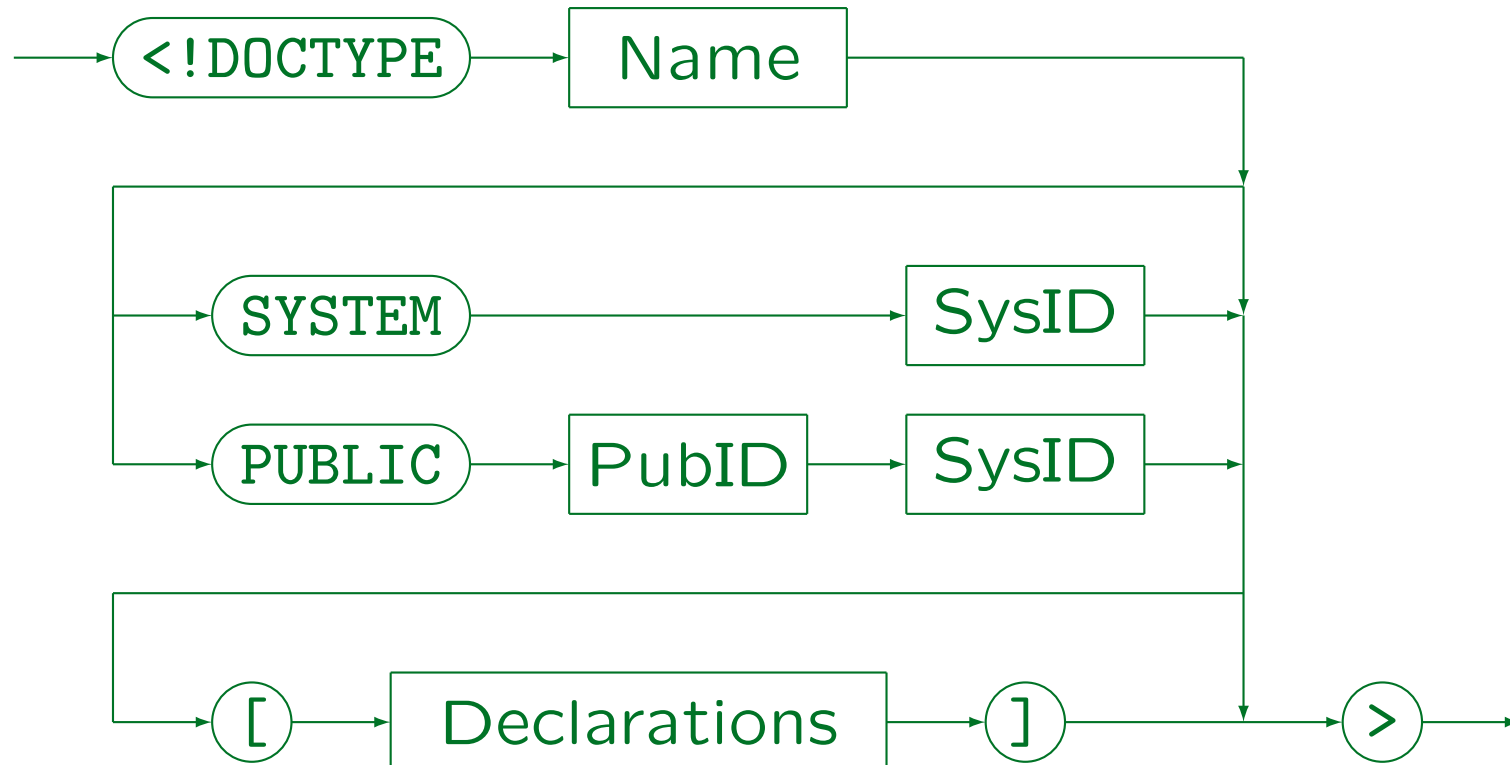 <!DOCTYPE Name
SYSTEM SysID
PUBLIC PubID SysID
[ Declarations ] >